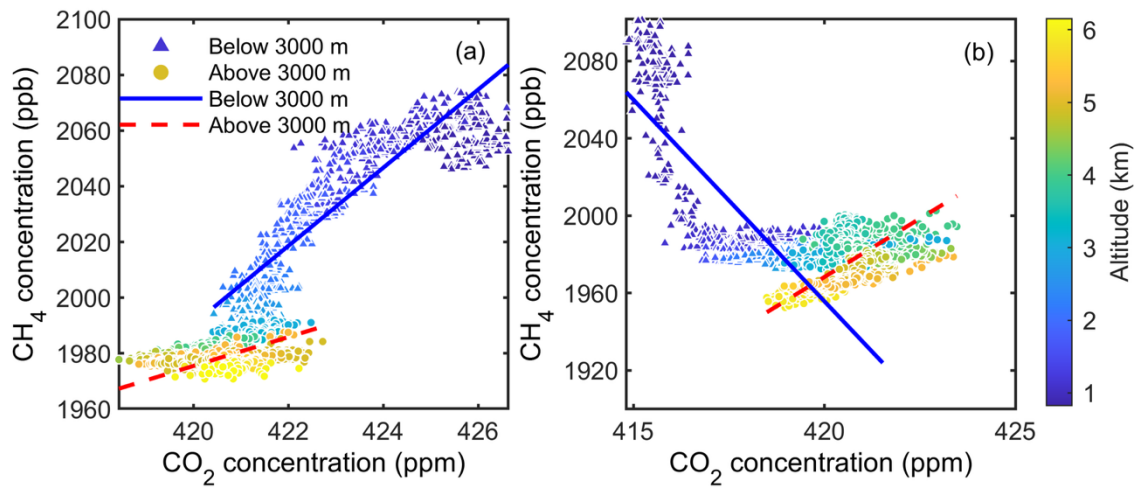 2100
2080
2060
2040
2020
2000
1980
1960
CH4 concentration (ppb)
(a)
Below 3000 m
Above 3000 m
Below 3000 m
Above 3000 m
420
422
424
426
CO2 concentration (ppm)
2080
2040
2000
1960
1920
CH4 concentration (ppb)
(b)
415
420
425
CO2 concentration (ppm)
6
5
4
3
2
1
Altitude (km)